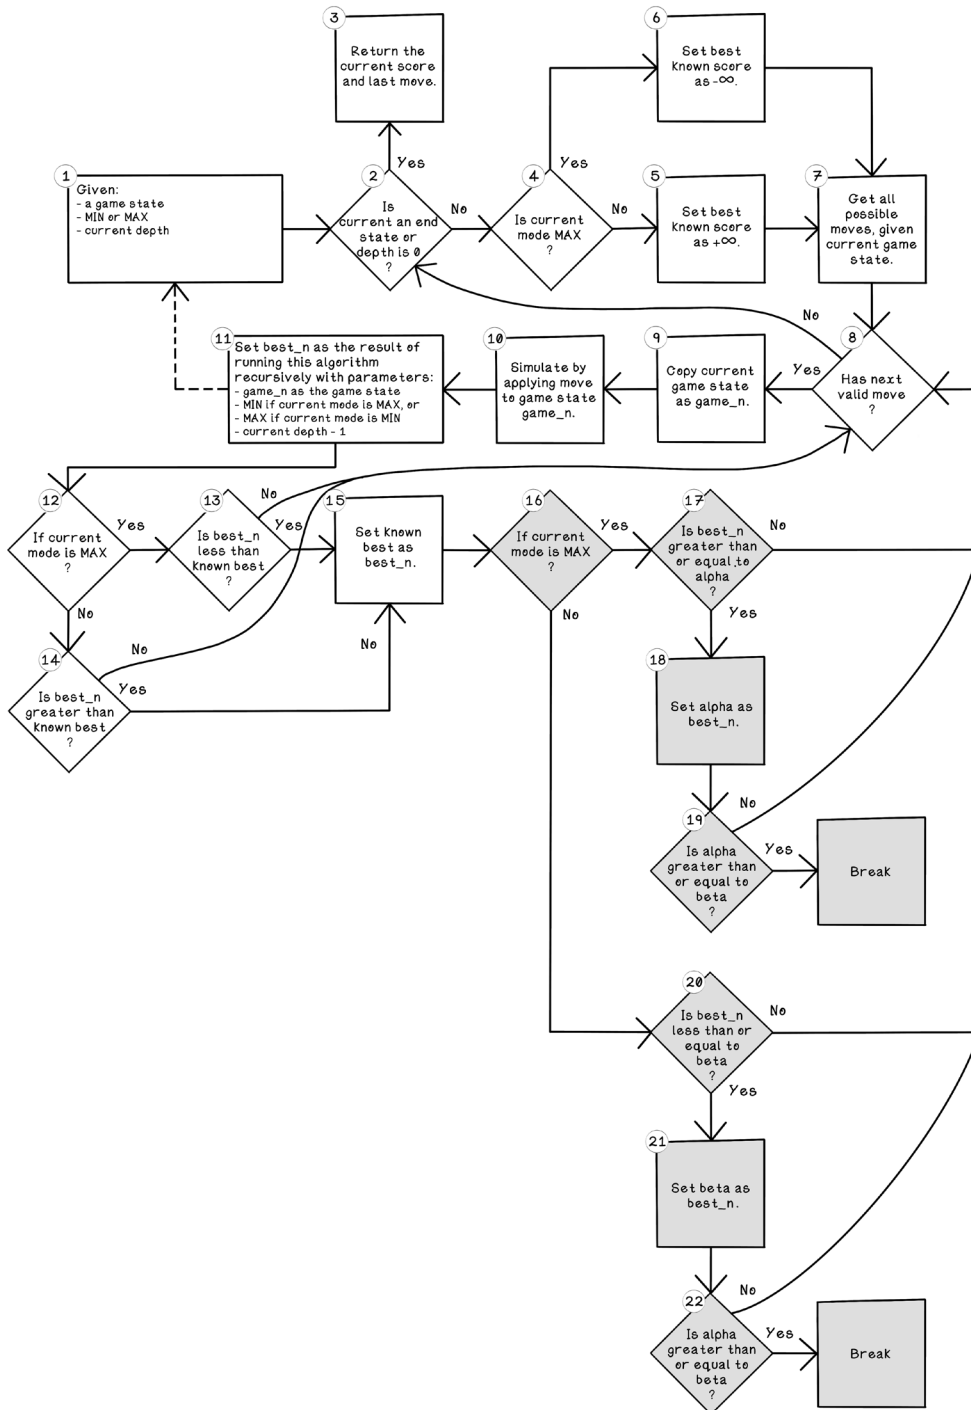 3
Return the
current score
and last move.
6
Set best
known score
as -∞.
Yes
Yes
1
Given:
- a game state
- MIN or MAX
- current depth
2
Is
current an end
state or
depth is 0
?
No
4
Is current
mode MAX
?
No
5
Set best
known score
as +∞.
7
Get all
possible
moves, given
current game
state.
No
11
Set best_n as the result of
running this algorithm
recursively with parameters:
- game_n as the game state
- MIN if current mode is MAX, or
- MAX if current mode is MIN
- current depth - 1
10
Simulate by
applying move
to game state
game_n.
9
Copy current
game state
as game_n.
Yes
8
Has next
valid move
?
12
If current
mode is MAX
?
Yes
13
Is best_n
less than
known best
?
No
Yes
15
Set known
best as
best_n.
16
If current
mode is MAX
?
Yes
17
Is best_n
greater than
or equal to
alpha
?
No
No
No
No
No
Yes
14
Is best_n
greater than
known best
?
Yes
18
Set alpha as
best_n.
No
19
Is alpha
greater than
or equal to
beta
?
Yes
Break
20
Is best_n
less than or
equal to
beta
?
No
Yes
21
Set beta as
best_n.
No
22
Is alpha
greater than
or equal to
beta
?
Yes
Break